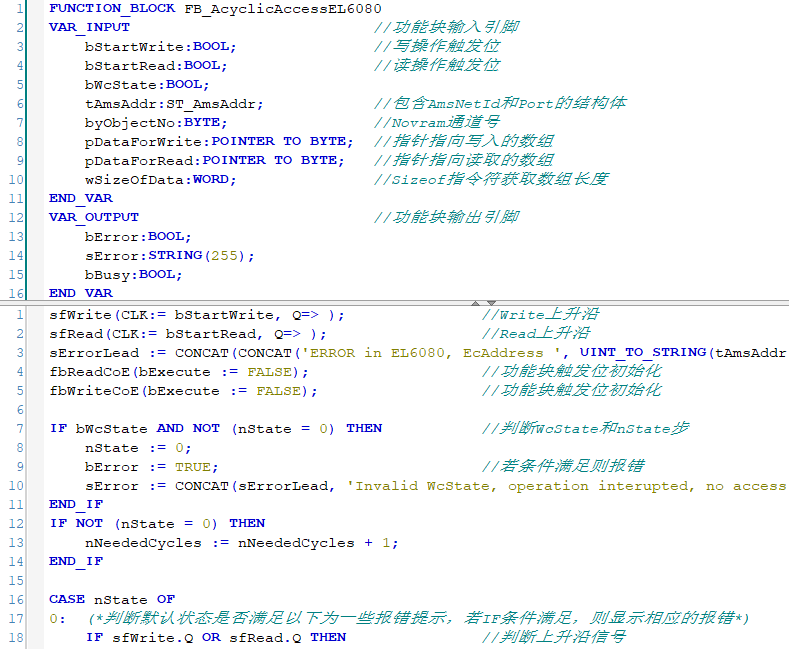 1 FUNCTION_BLOCK FB_AcyclicAccessEL6080
2 VAR_INPUT //功能块输入引脚
3 bStartWrite:BOOL; //写操作触发位
4 bStartRead:BOOL; //读操作触发位
5 bWcState:BOOL;
6 tAmsAddr:ST_AmsAddr; //包含AmsNetId和Port的结构体
7 byObjectNo:BYTE; //Novram通道号
8 pDataForWrite:POINTER TO BYTE; //指针指向写入的数组
9 pDataForRead:POINTER TO BYTE; //指针指向读取的数组
10 wSizeOfData:WORD; //Sizeof指令符获取数组长度
11 END_VAR
12 VAR_OUTPUT //功能块输出引脚
13 bError:BOOL;
14 sError:STRING(255);
15 bBusy:BOOL;
16 END_VAR
1 sfWrite(CLK:= bStartWrite, Q=> ); //Write上升沿
2 sfRead(CLK:= bStartRead, Q=> ); //Read上升沿
3 sErrorLead := CONCAT(CONCAT('ERROR in EL6080, EcAddress ', UINT_TO_STRING(tAmsAddr
4 fbReadCoE(bExecute := FALSE); //功能块触发位初始化
5 fbWriteCoE(bExecute := FALSE); //功能块触发位初始化
6
7 IF bWcState AND NOT (nState = 0) THEN //判断WcState和nState步
8 nState := 0;
9 bError := TRUE; //若条件满足则报错
10 sError := CONCAT(sErrorLead, 'Invalid WcState, operation interupted, no access
11 END_IF
12 IF NOT (nState = 0) THEN
13 nNeededCycles := nNeededCycles + 1;
14 END_IF
15
16 CASE nState OF
17 0: (*判断默认状态是否满足以下为一些报错提示，若IF条件满足，则显示相应的报错*)
18 IF sfWrite.Q OR sfRead.Q THEN //判断上升沿信号